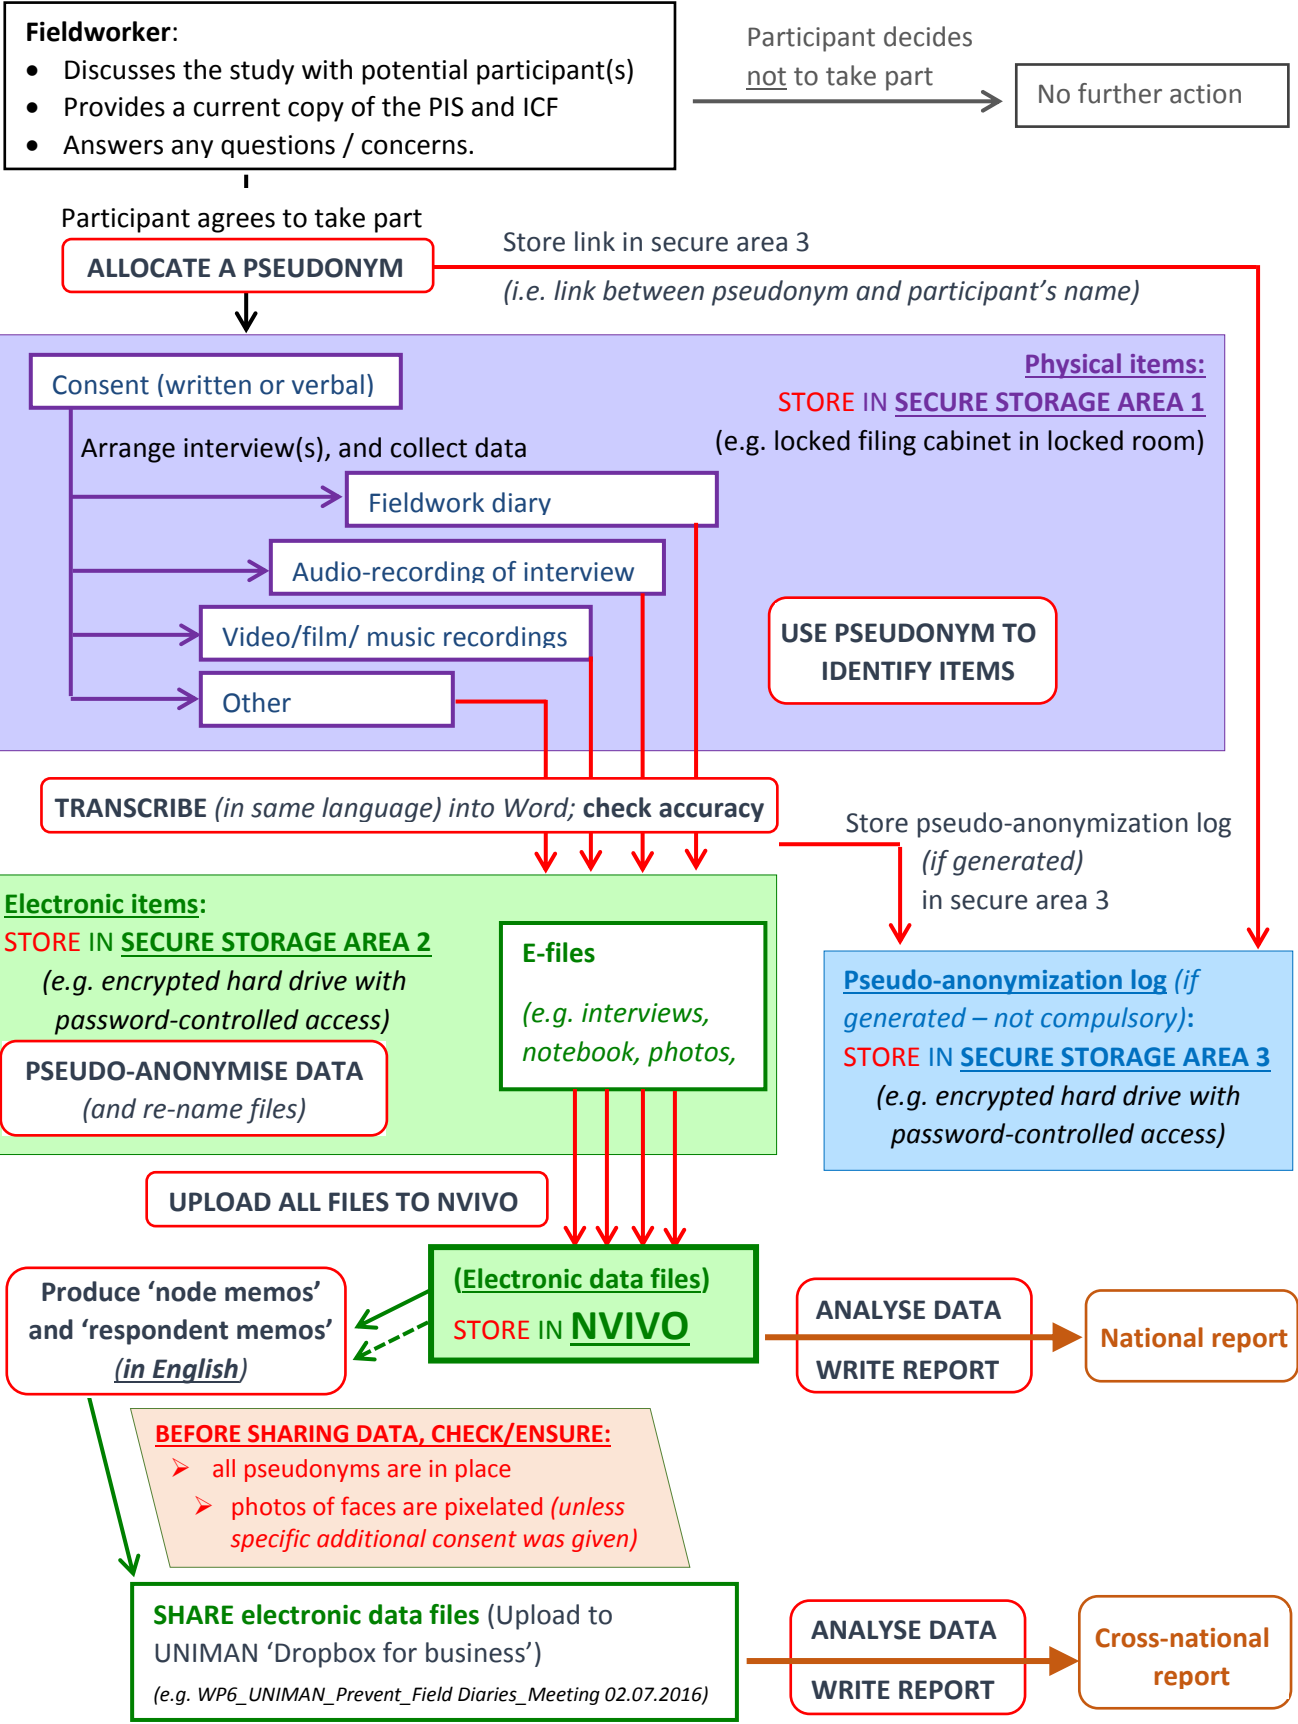 Fieldworker:
• Discusses the study with potential participant(s)
• Provides a current copy of the PIS and ICF
• Answers any questions / concerns.
Participant decides
not to take part
No further action
Participant agrees to take part
ALLOCATE A PSEUDONYM
Store link in secure area 3
(i.e. link between pseudonym and participant's name)
Physical items:
STORE IN SECURE STORAGE AREA 1
(e.g. locked filing cabinet in locked room)
Consent (written or verbal)
Arrange interview(s), and collect data
Fieldwork diary
Audio-recording of interview
Video/film/ music recordings
Other
USE PSEUDONYM TO
IDENTIFY ITEMS
TRANSCRIBE (in same language) into Word; check accuracy
Store pseudo-anonymization log
(if generated)
in secure area 3
Electronic items:
STORE IN SECURE STORAGE AREA 2
(e.g. encrypted hard drive with
password-controlled access)
PSEUDO-ANONYMISE DATA
(and re-name files)
E-files
(e.g. interviews,
notebook, photos,
Pseudo-anonymization log (if
generated – not compulsory):
STORE IN SECURE STORAGE AREA 3
(e.g. encrypted hard drive with
password-controlled access)
UPLOAD ALL FILES TO NVIVO
(Electronic data files)
STORE IN NVIVO
Produce 'node memos'
and 'respondent memos'
(in English)
ANALYSE DATA
WRITE REPORT
National report
BEFORE SHARING DATA, CHECK/ENSURE:
➢ all pseudonyms are in place
➢ photos of faces are pixelated (unless
specific additional consent was given)
SHARE electronic data files (Upload to
UNIMAN 'Dropbox for business')
(e.g. WP6_UNIMAN_Prevent_Field Diaries_Meeting 02.07.2016)
ANALYSE DATA
WRITE REPORT
Cross-national
report